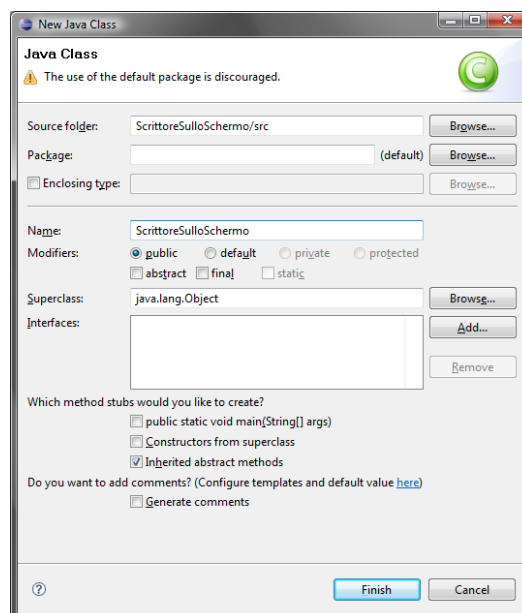 New Java Class
Java Class
The use of the default package is discouraged.
Source folder: ScrittoreSulloSchermo/src Browse...
Package: (default) Browse...
Enclosing type: Browse...
Name: ScrittoreSulloSchermo
Modifiers: public default private protected
abstract final static
Superclass: java.lang.Object Browse...
Interfaces: Add...
Remove
Which method stubs would you like to create?
public static void main(String[] args)
Constructors from superclass
Inherited abstract methods
Do you want to add comments? (Configure templates and default value here)
Generate comments
? Finish Cancel